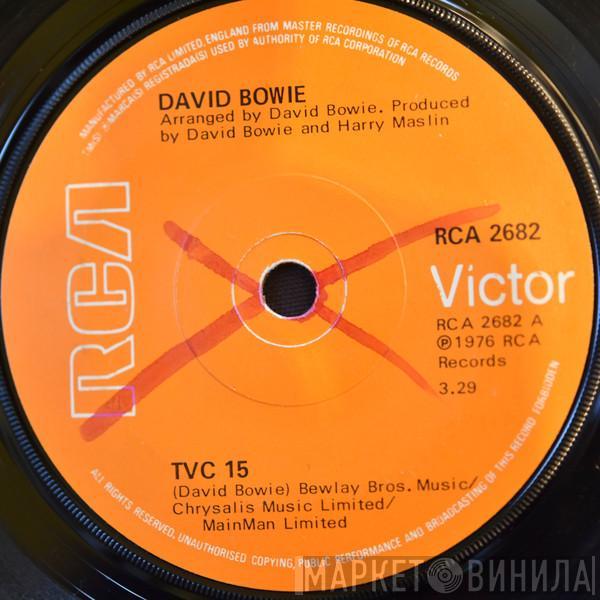 MANUFACTURED BY RCA LIMITED, ENGLAND FROM MASTER RECORDINGS OF RCA RECORDS
TM(S) ® MARCA(S) REGISTRADA(S) USED BY AUTHORITY OF RCA CORPORATION
DAVID BOWIE
Arranged by David Bowie. Produced
by David Bowie and Harry Maslin
RCA
RCA 2682
Victor
RCA 2682 A
℗1976 RCA
Records
3.29
TVC 15
(David Bowie) Bewlay Bros. Music/
Chrysalis Music Limited/
MainMan Limited
ALL RIGHTS RESERVED, UNAUTHORISED COPYING, PUBLIC PERFORMANCE AND BROADCASTING OF THIS RECORD FORBIDDEN
МАРКЕТ ВИНИЛА